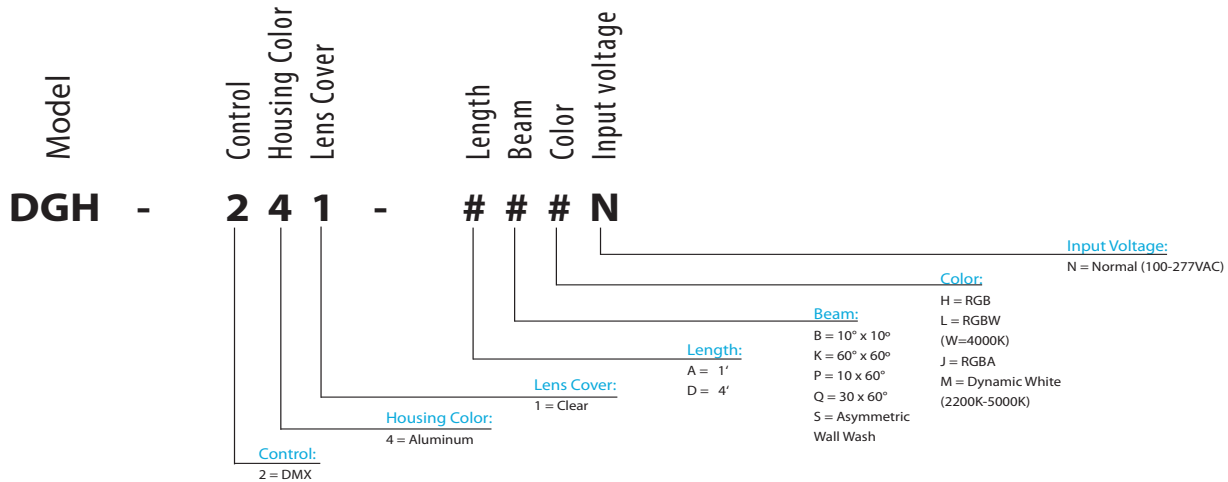 Model
Control
Housing Color
Lens Cover
Length
Beam
Color
Input voltage
DGH - 2 4 1 - # # # N
Input Voltage:
N = Normal (100-277VAC)
Color:
H = RGB
L = RGBW
(W=4000K)
J = RGBA
M = Dynamic White
(2200K-5000K)
Beam:
B = 10° x 10º
K = 60° x 60º
P = 10 x 60°
Q = 30 x 60°
S = Asymmetric
Wall Wash
Length:
A = 1'
D = 4'
Lens Cover:
1 = Clear
Housing Color:
4 = Aluminum
Control:
2 = DMX